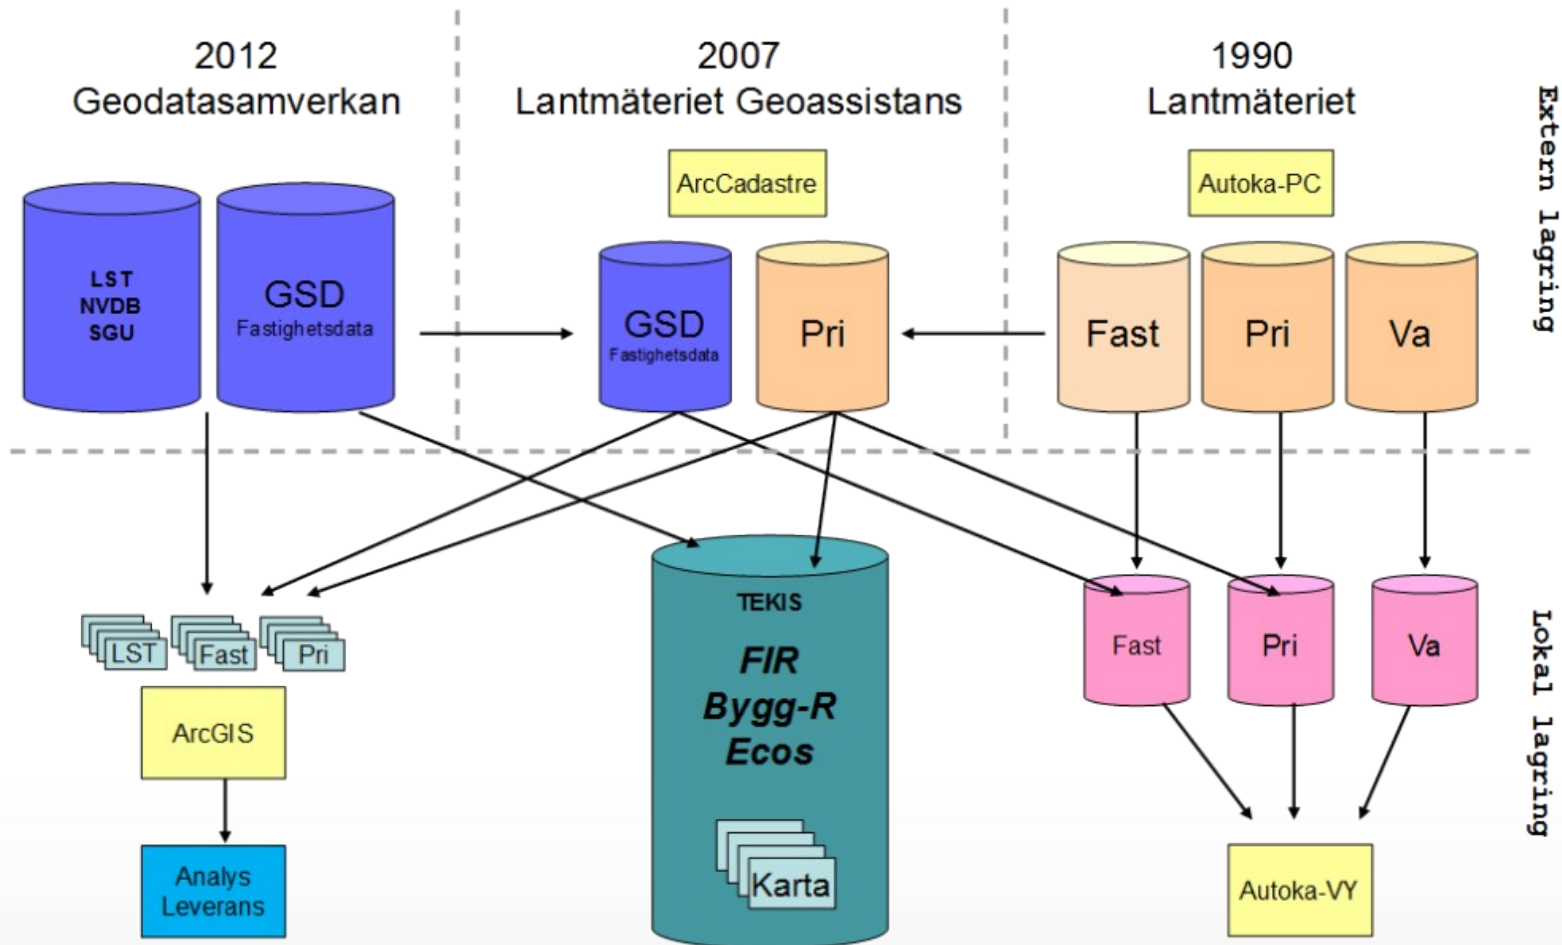 2012
Geodatasamverkan
2007
Lantmäteriet Geoassistans
1990
Lantmäteriet
Extern lagring
ArcCadastre
Autoka-PC
LST
NVDB
SGU
GSD
Fastighetsdata
GSD
Fastighetsdata
Pri
Fast
Pri
Va
LST
Fast
Pri
ArcGIS
Analys
Leverans
TEKIS
FIR
Bygg-R
Ecos
Karta
Fast
Pri
Va
Autoka-VY
Lokal lagring